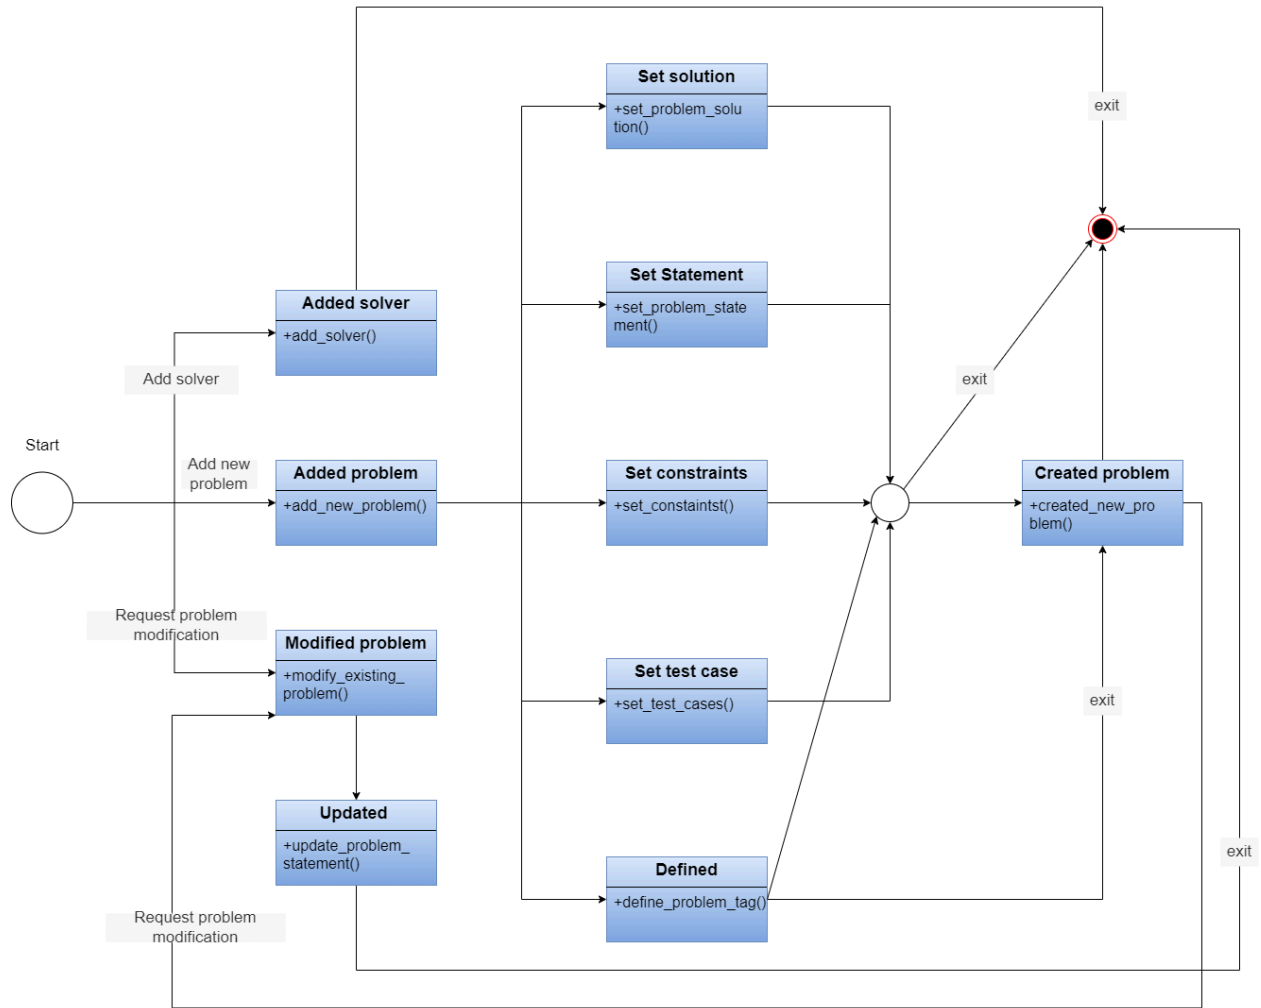 Set solution
+set_problem_solu
tion()
exit
Set Statement
+set_problem_state
ment()
Added solver
+add_solver()
Add solver
exit
Start
Add new
problem
Added problem
+add_new_problem()
Set constraints
+set_constaintst()
Created problem
+created_new_pro
blem()
Request problem
modification
Modified problem
+modify_existing_
problem()
Set test case
+set_test_cases()
exit
Updated
+update_problem_
statement()
exit
Defined
+define_problem_tag()
Request problem
modification